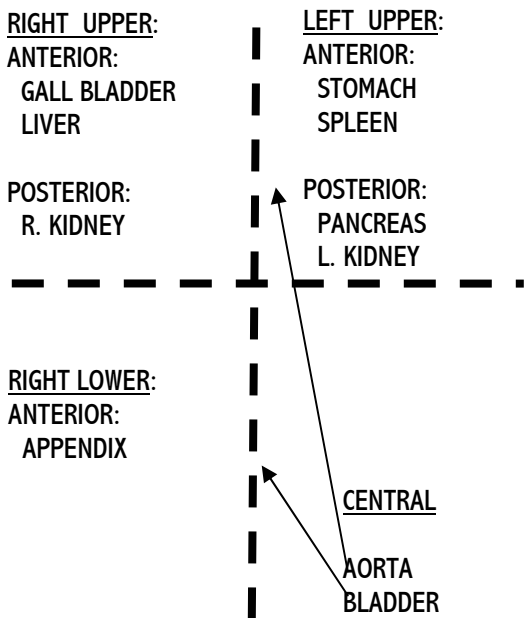 RIGHT UPPER:
ANTERIOR:
GALL BLADDER
LIVER
POSTERIOR:
R. KIDNEY
LEFT UPPER:
ANTERIOR:
STOMACH
SPLEEN
POSTERIOR:
PANCREAS
L. KIDNEY
RIGHT LOWER:
ANTERIOR:
APPENDIX
CENTRAL
AORTA
BLADDER